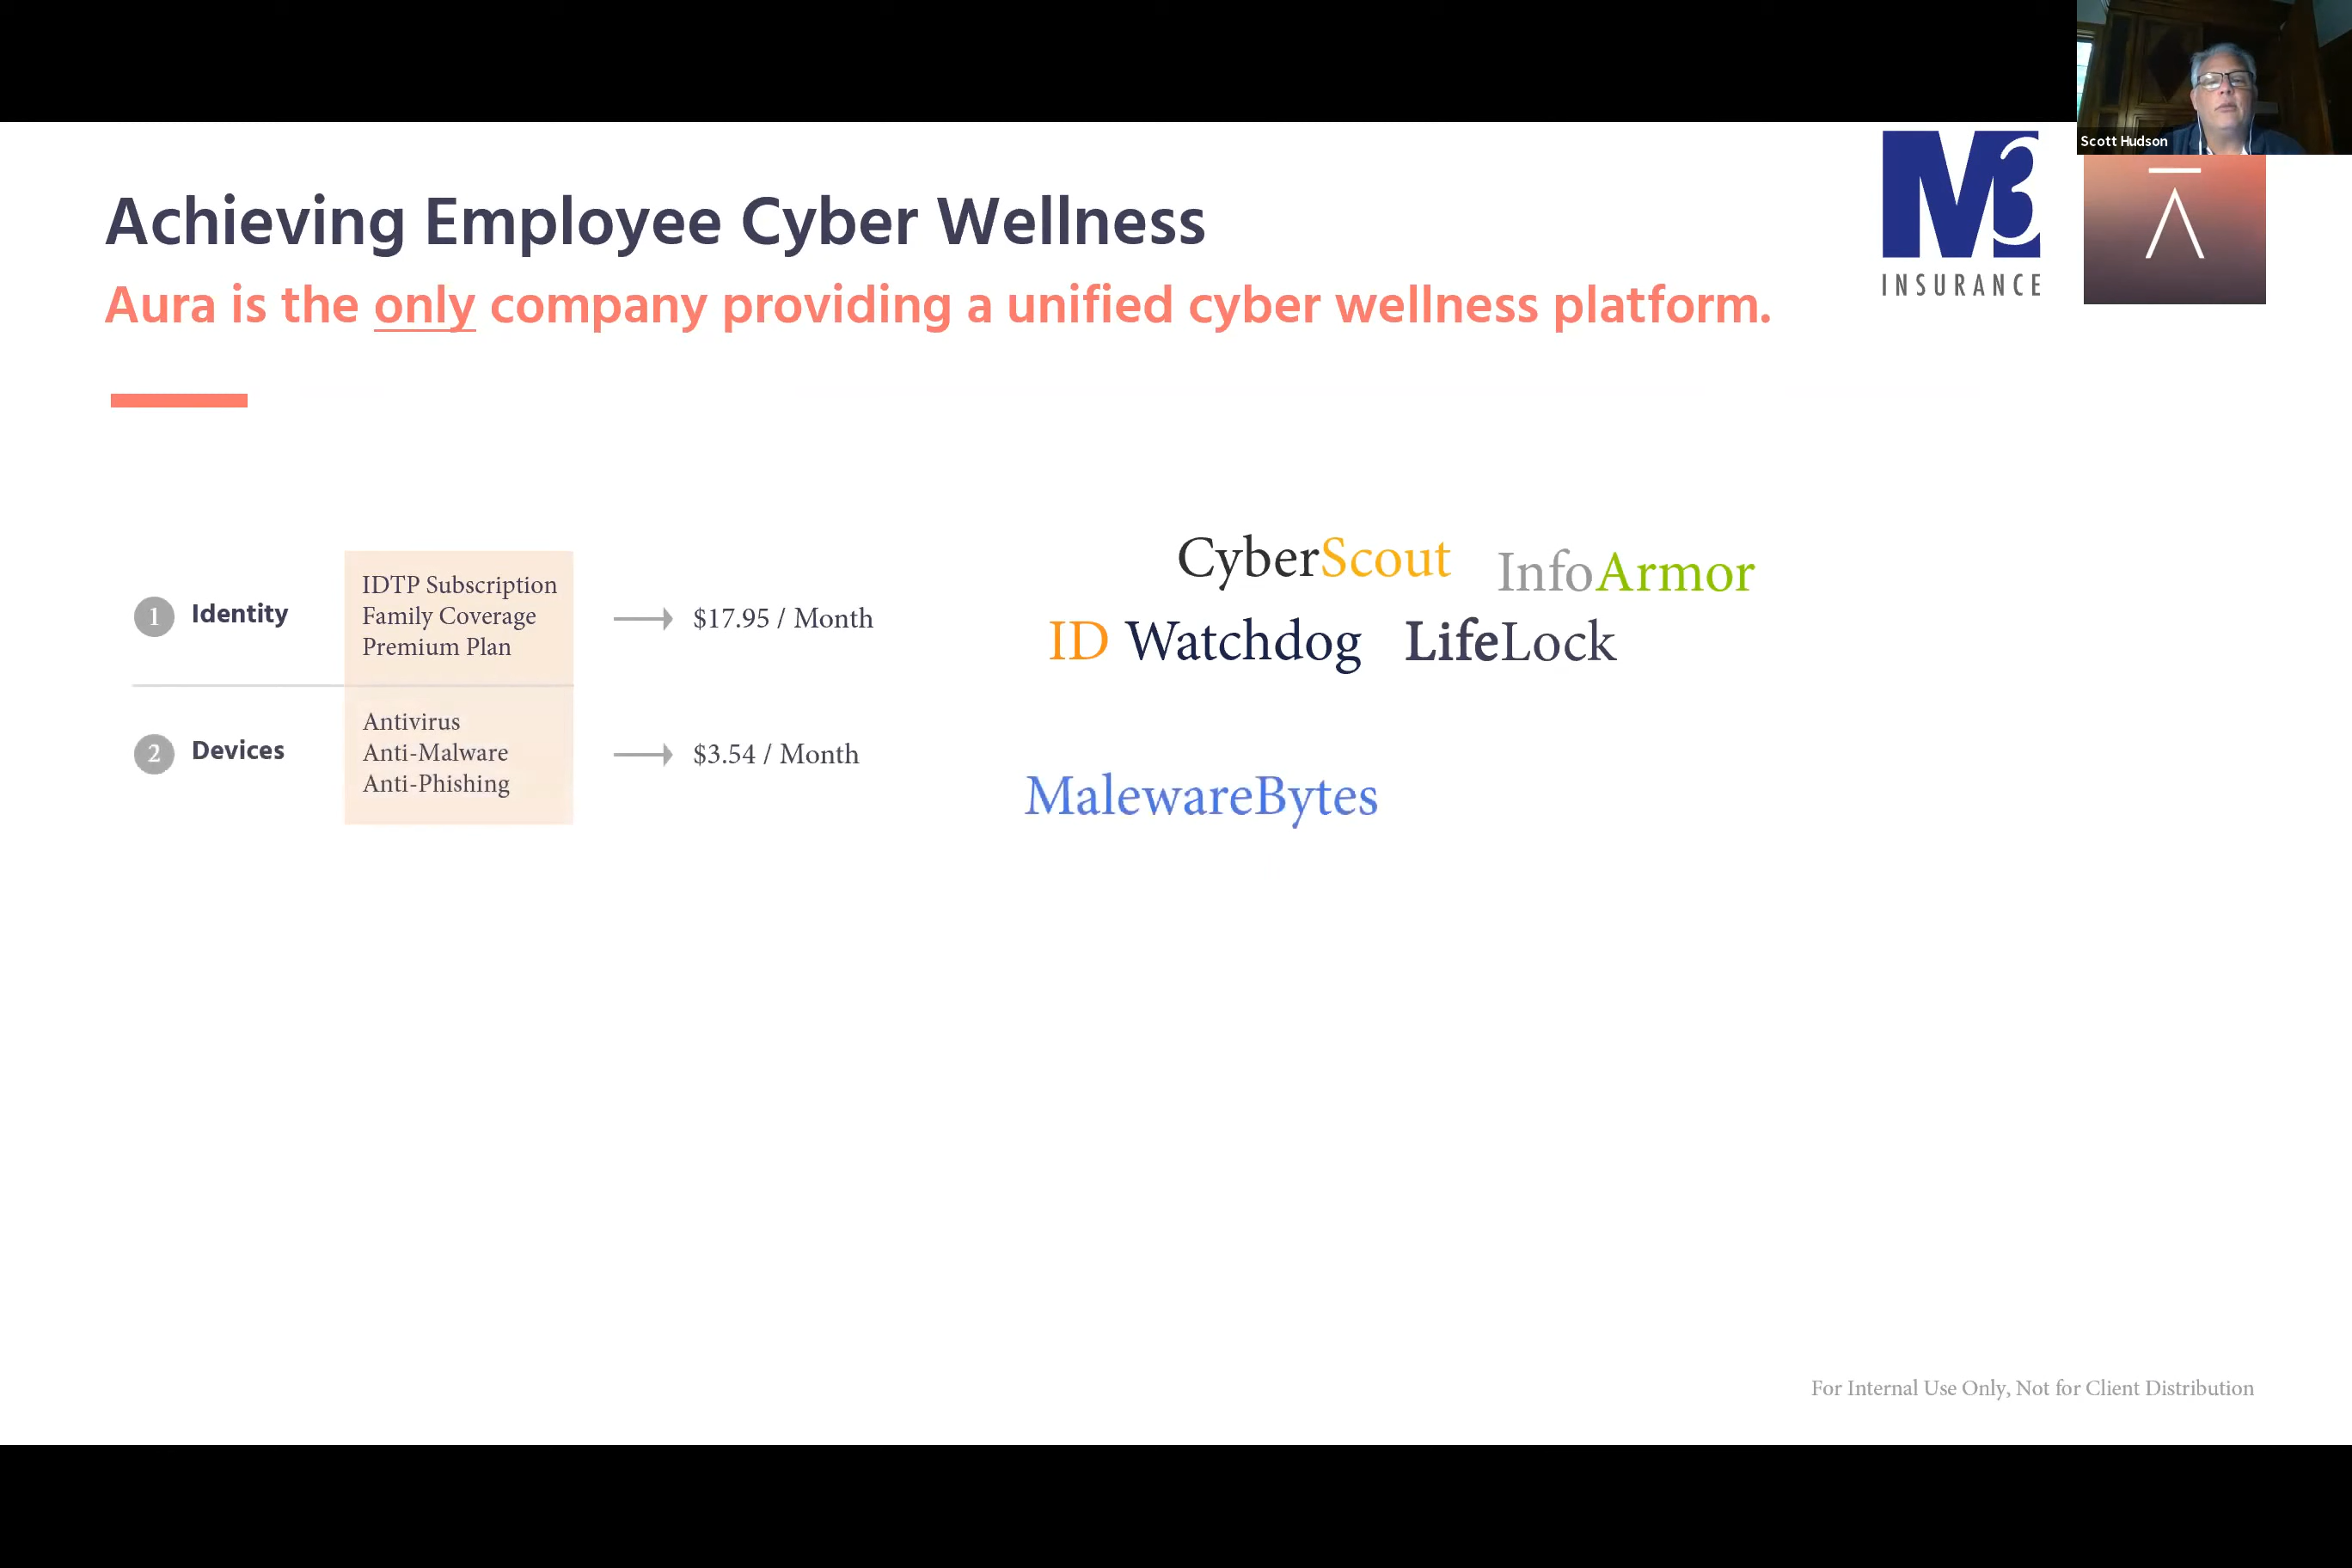 Scott Hudson
M3
INSURANCE
Achieving Employee Cyber Wellness
Aura is the only company providing a unified cyber wellness platform.
1 Identity
IDTP Subscription
Family Coverage
Premium Plan
$17.95 / Month
CyberScout InfoArmor
ID Watchdog LifeLock
2 Devices
Antivirus
Anti-Malware
Anti-Phishing
$3.54 / Month
MalewareBytes
For Internal Use Only, Not for Client Distribution